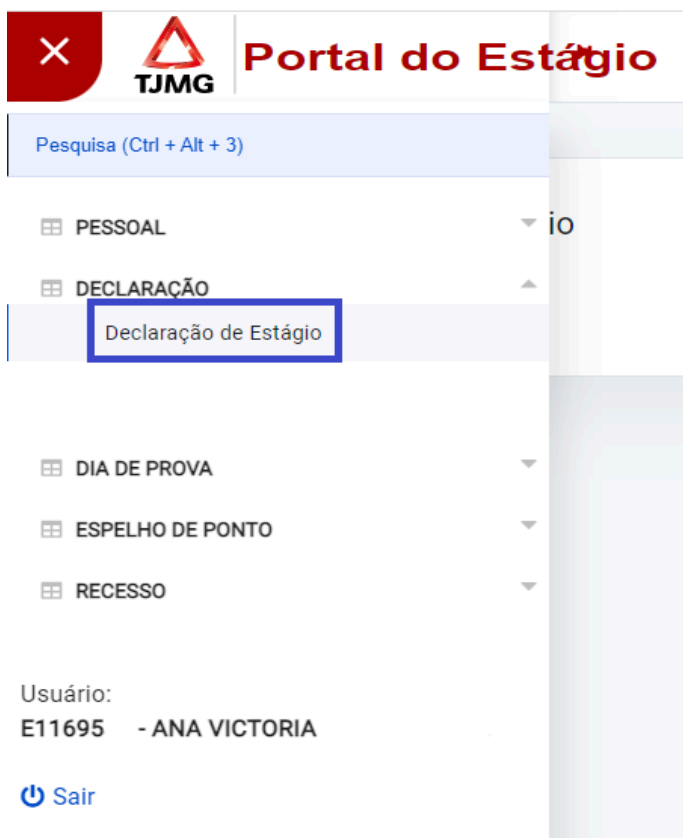 TJMG
Portal do Estágio
Pesquisa (Ctrl + Alt + 3)
PESSOAL
io
DECLARAÇÃO
Declaração de Estágio
DIA DE PROVA
ESPELHO DE PONTO
RECESSO
Usuário:
E11695 - ANA VICTORIA
Sair